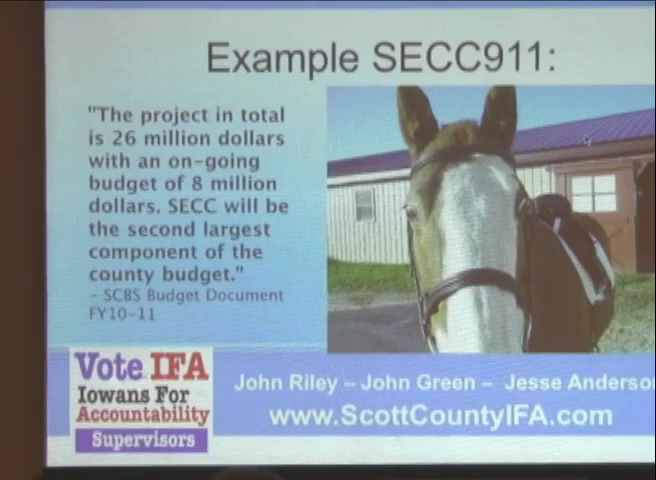 Example SECC911:
"The project in total
is 26 million dollars
with an on-going
budget of 8 million
dollars. SECC will be
the second largest
component of the
county budget."
- SCBS Budget Document
FY10-11
Vote IFA
Iowans For
Accountability
Supervisors
John Riley – John Green – Jesse Anderso
www.ScottCountyIFA.com